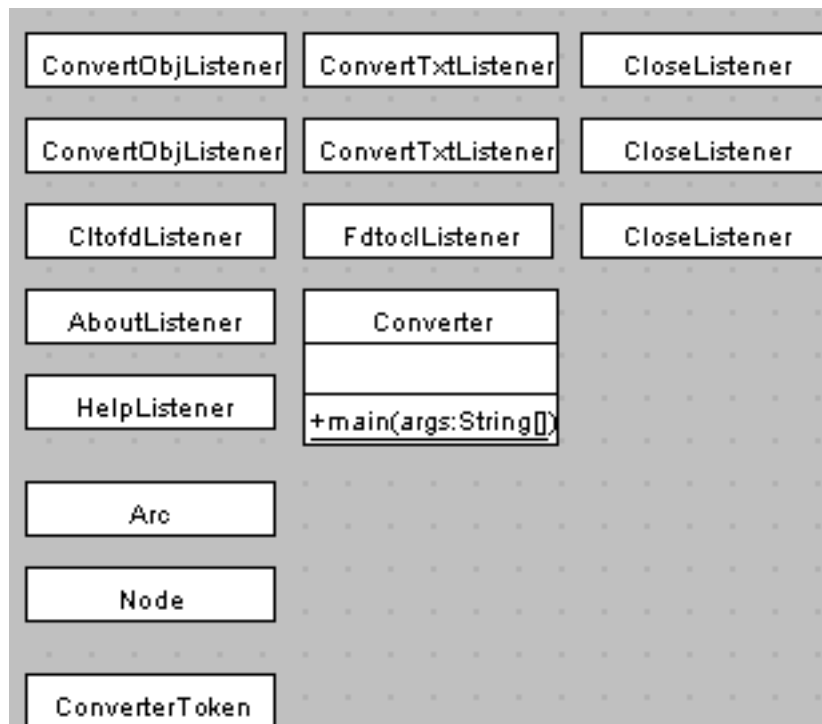 ConvertObjListener ConvertTxtListener CloseListener
ConvertObjListener ConvertTxtListener CloseListener
CltofdListener FdtoclListener CloseListener
AboutListener Converter
HelpListener +main(args:String[])
Arc
Node
ConverterToken